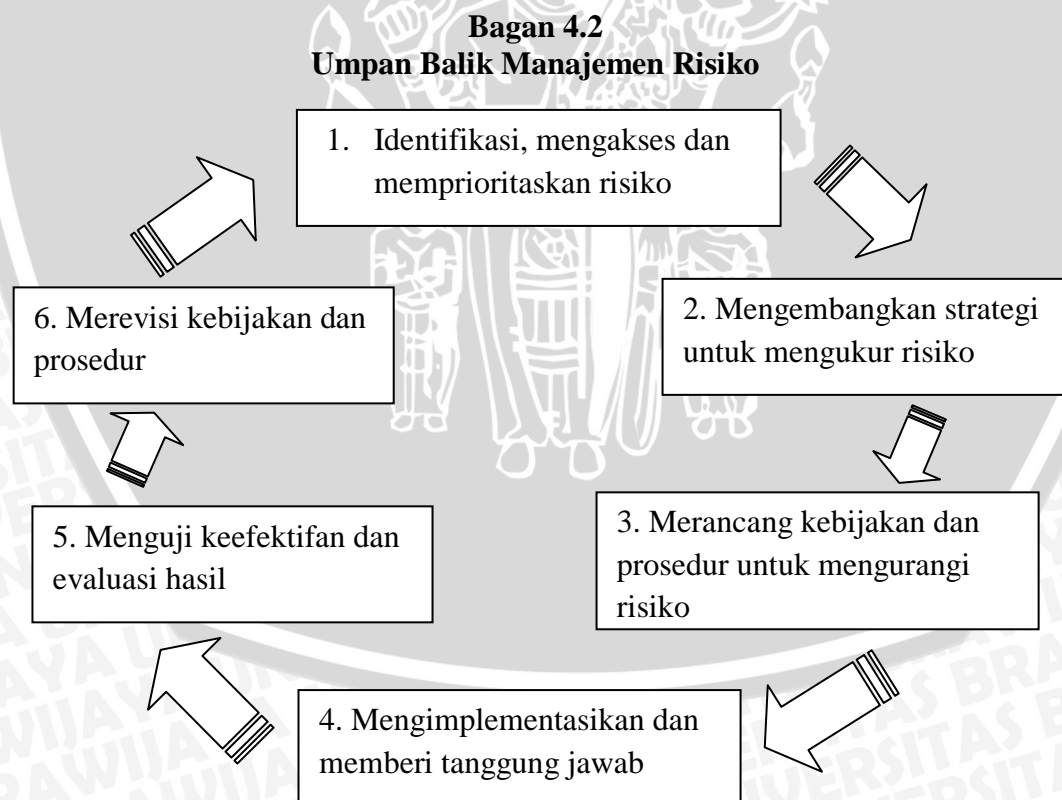 Bagan 4.2
Umpan Balik Manajemen Risiko
1. Identifikasi, mengakses dan
memprioritaskan risiko
2. Mengembangkan strategi
untuk mengukur risiko
3. Merancang kebijakan dan
prosedur untuk mengurangi
risiko
4. Mengimplementasikan dan
memberi tanggung jawab
5. Menguji keefektifan dan
evaluasi hasil
6. Merevisi kebijakan dan
prosedur